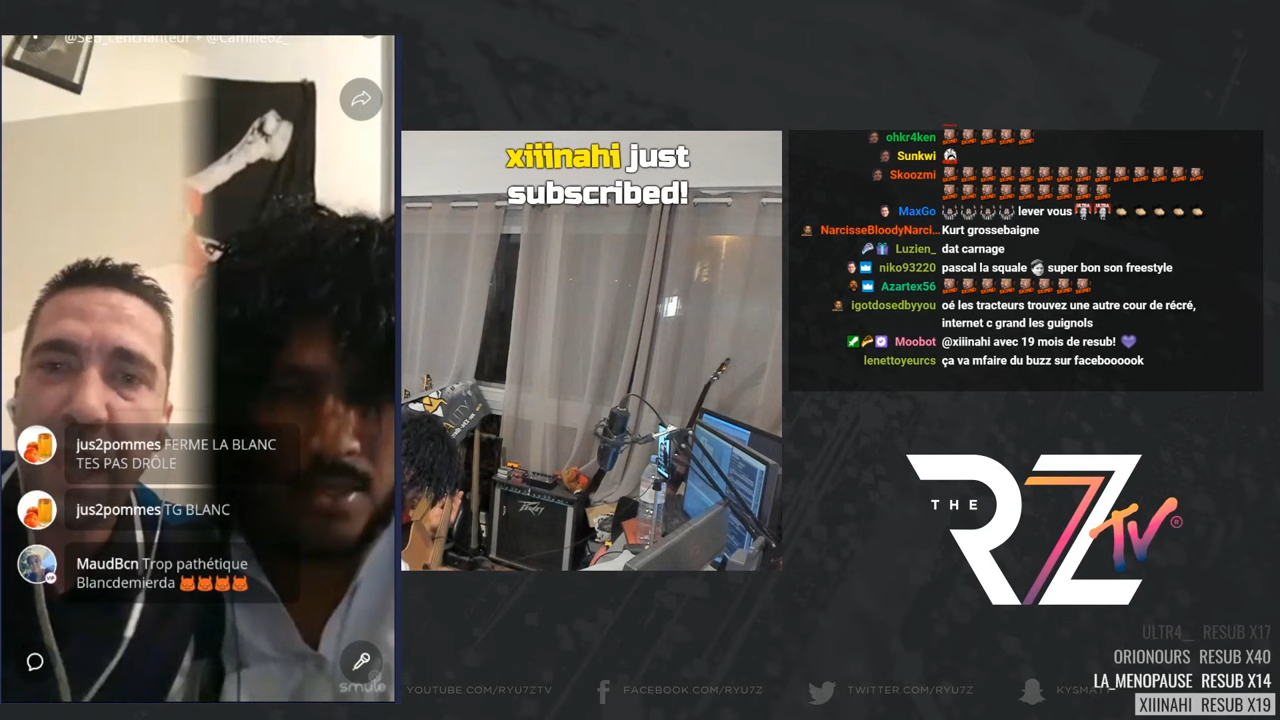 @Seb_Lenchanteur + @Camille62_
jus2pommes FERME LA BLANC
TES PAS DRÔLE
jus2pommes TG BLANC
MaudBcn Trop pathétique
Blancdemierda
smule
xiiinahi just
subscribed!
Peavey
ohkr4ken
Sunkwi
Skoozmi
MaxGo lever vous
NarcisseBloodyNarci... Kurt grossebaigne
Luzien_ dat carnage
niko93220 pascal la squale super bon son freestyle
Azartex56
igotdosedbyyou oé les tracteurs trouvez une autre cour de récré,
internet c grand les guignols
Moobot @xiiinahi avec 19 mois de resub!
lenettoyeurcs ça va mfaire du buzz sur faceboooook
THE
R7Z TV ®
ULTR4__ RESUB X17
ORIONOURS RESUB X40
LA_MENOPAUSE RESUB X14
XIIINAHI RESUB X19
YOUTUBE.COM/RYU7ZTV
FACEBOOK.COM/RYU7Z
TWITTER.COM/RYU7Z